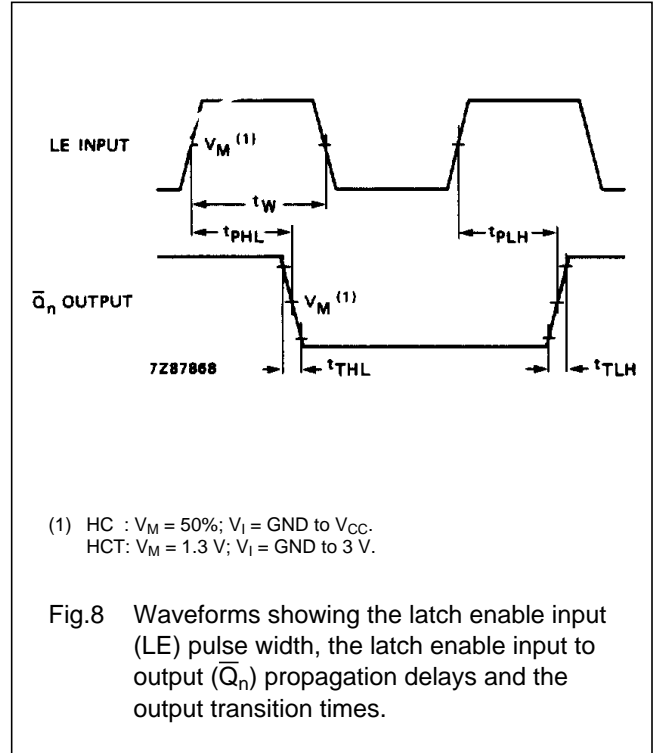 LE INPUT
V_M (1)
t_W
t_PHL
t_PLH
Q̅_n OUTPUT
V_M (1)
7Z87868
t_THL
t_TLH
(1) HC : V_M = 50%; V_I = GND to V_CC.
HCT: V_M = 1.3 V; V_I = GND to 3 V.
Fig.8 Waveforms showing the latch enable input
(LE) pulse width, the latch enable input to
output (Q̅_n) propagation delays and the
output transition times.